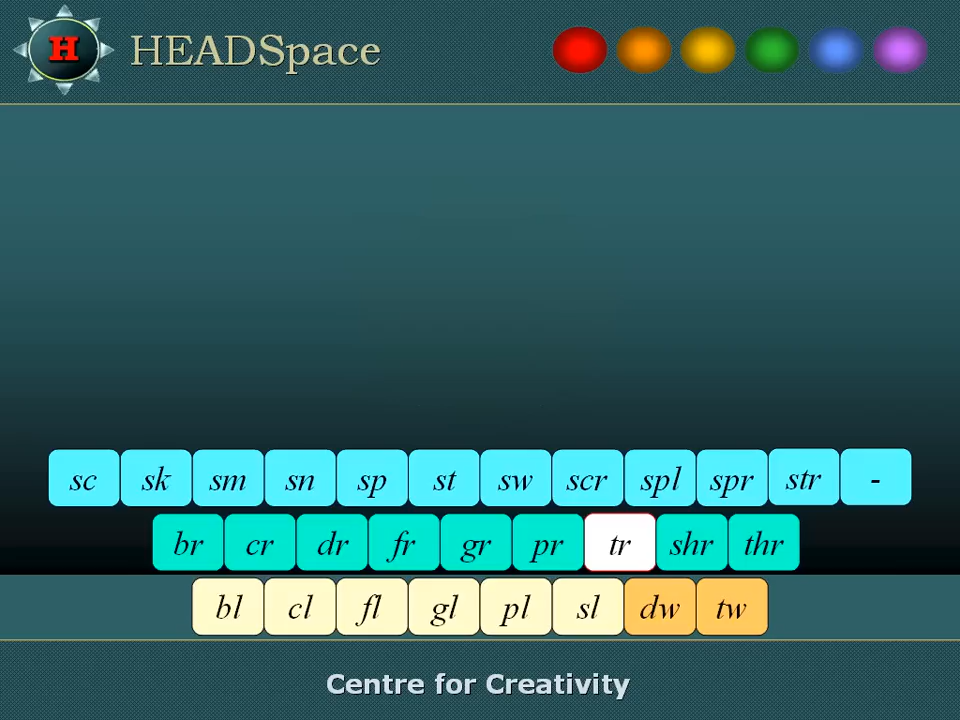 H HEADSpace
sc sk sm sn sp st sw scr spl spr str -
br cr dr fr gr pr tr shr thr
bl cl fl gl pl sl dw tw
Centre for Creativity